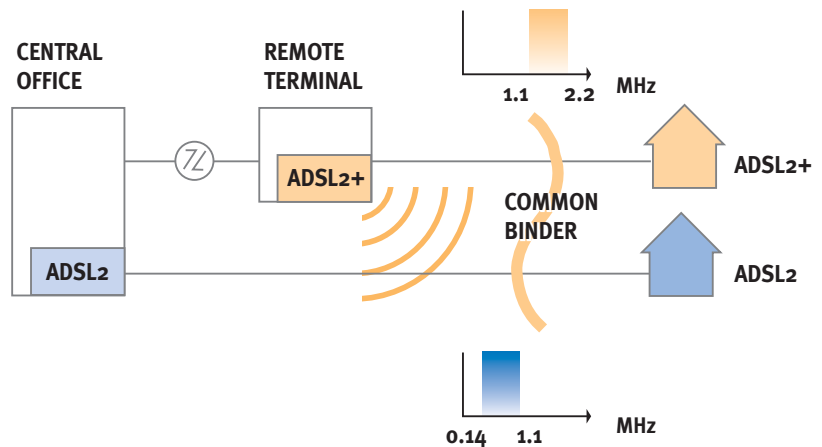 CENTRAL
OFFICE
REMOTE
TERMINAL
1.1 2.2 MHz
ADSL2+
ADSL2+
COMMON
BINDER
ADSL2
ADSL2
0.14 1.1 MHz